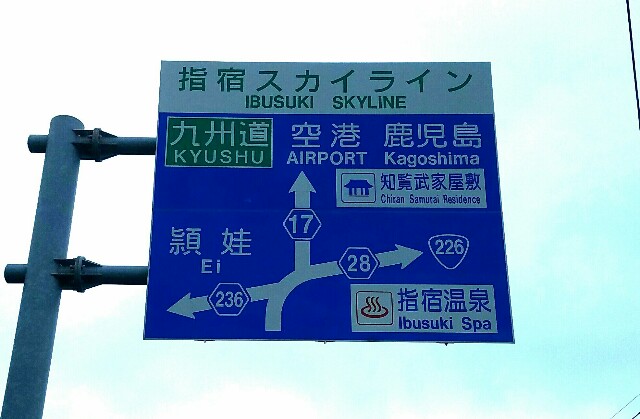 指宿スカイライン
IBUSUKI SKYLINE
九州道 空港 鹿児島
KYUSHU AIRPORT Kagoshima
知覧武家屋敷
Chiran Samurai Residence
17
頴娃
Ei
28
226
236
指宿温泉
Ibusuki Spa